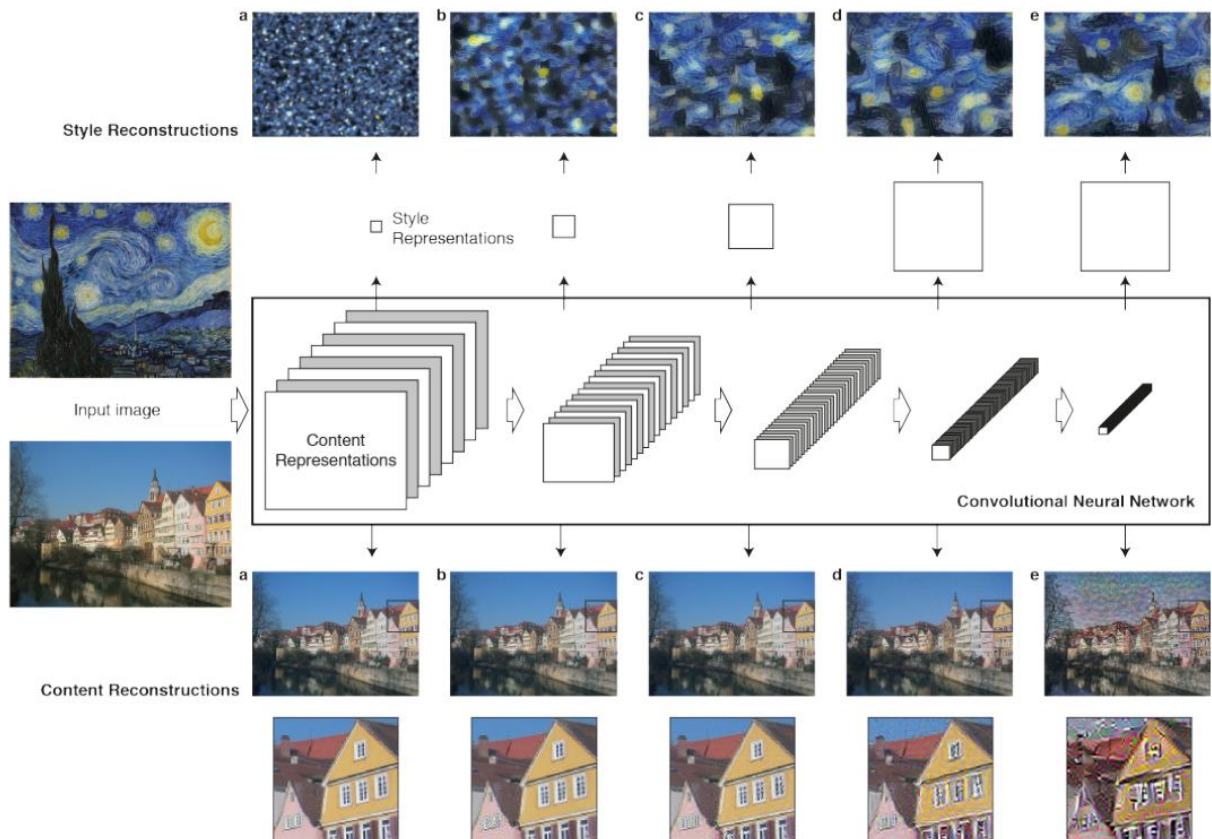 a
b
c
d
e
Style Reconstructions
Style
Representations
Input image
Content
Representations
Convolutional Neural Network
a
b
c
d
e
Content Reconstructions